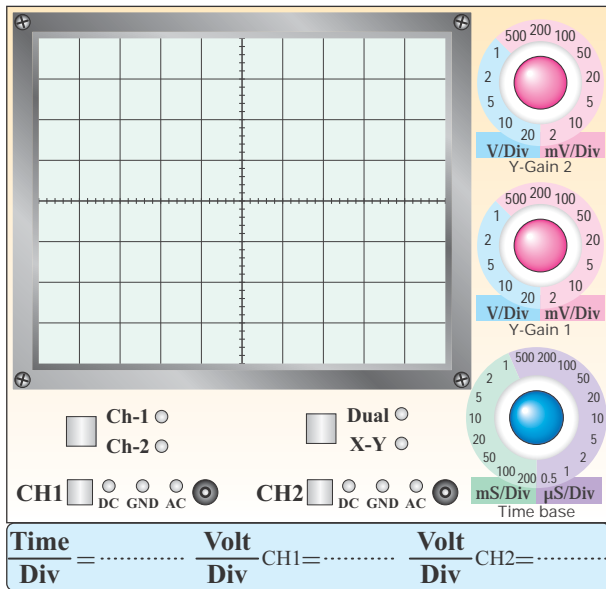 500 200 100
1 50
2 20
5 5
10 10
20 2
V/Div mV/Div
Y-Gain 2
500 200 100
1 50
2 20
5 5
10 10
20 2
V/Div mV/Div
Y-Gain 1
500 200 100
1 50
2 20
5 10
10 5
20 2
50 1
100 200 0.5
mS/Div µS/Div
Time base
Ch-1
Ch-2
Dual
X-Y
CH1 DC GND AC
CH2 DC GND AC
Time/Div = ............ Volt/Div CH1=.......... Volt/Div CH2=..........